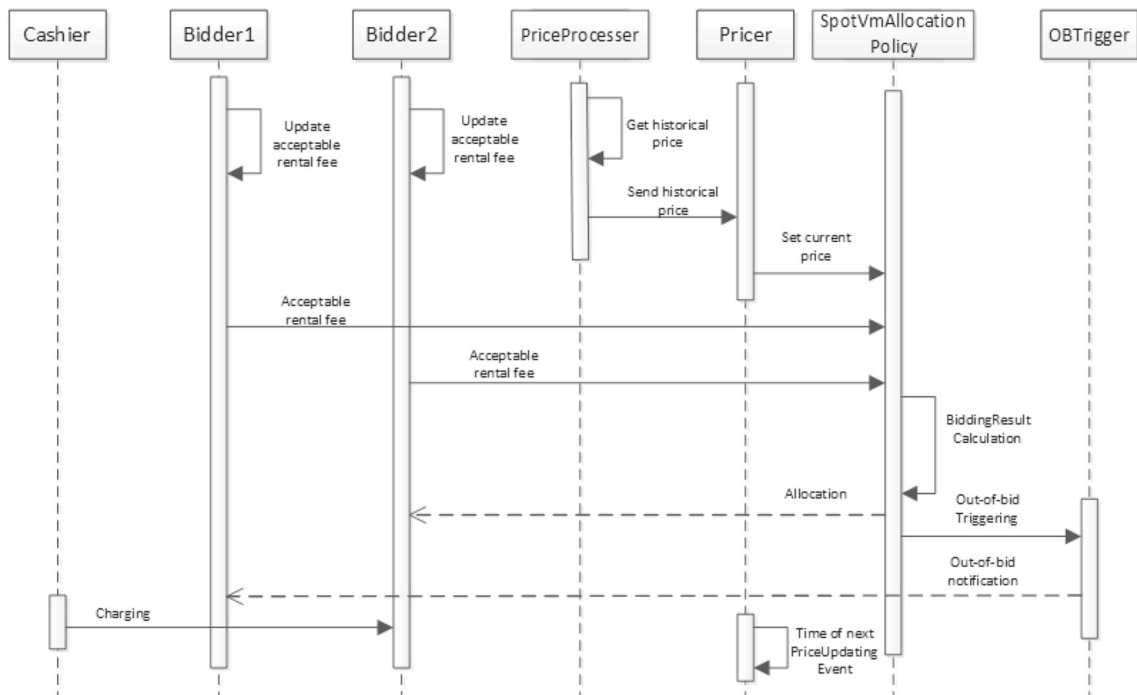 Cashier
Bidder1
Bidder2
PriceProcesser
Pricer
SpotVmAllocation
Policy
OBTrigger
Update
acceptable
rental fee
Update
acceptable
rental fee
Get historical
price
Send historical
price
Set current
price
Acceptable
rental fee
Acceptable
rental fee
BiddingResult
Calculation
Allocation
Out-of-bid
Triggering
Out-of-bid
notification
Charging
Time of next
PriceUpdating
Event